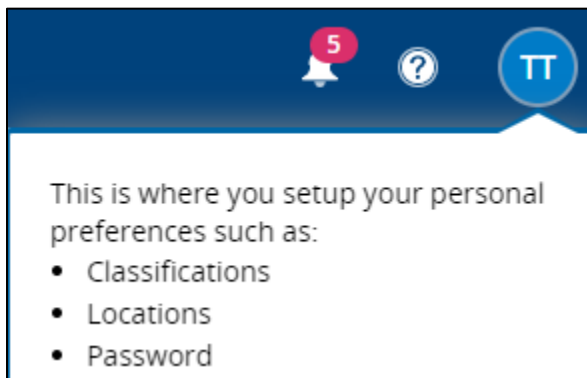 5
?
TT
This is where you setup your personal
preferences such as:
• Classifications
• Locations
• Password